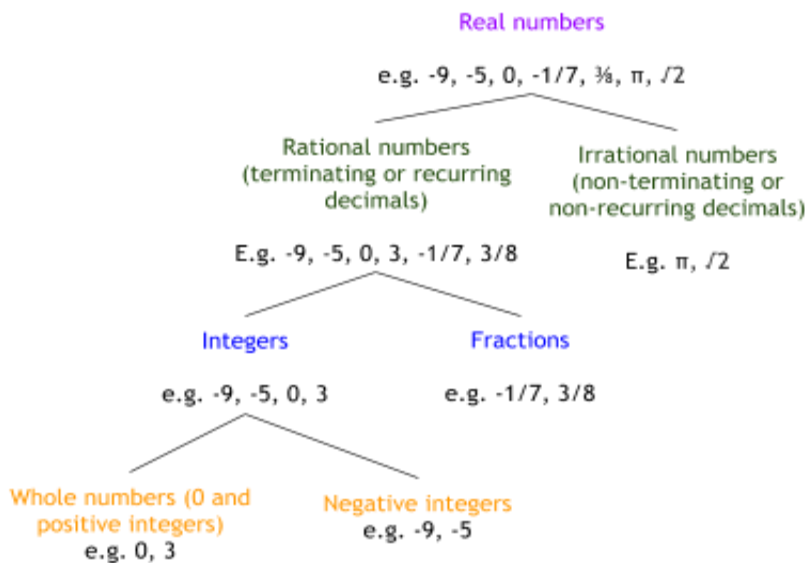 Real numbers
e.g. -9, -5, 0, -1/7, ⅜, π, √2
Rational numbers
(terminating or recurring
decimals)
E.g. -9, -5, 0, 3, -1/7, 3/8
Irrational numbers
(non-terminating or
non-recurring decimals)
E.g. π, √2
Integers
e.g. -9, -5, 0, 3
Fractions
e.g. -1/7, 3/8
Whole numbers (0 and
positive integers)
e.g. 0, 3
Negative integers
e.g. -9, -5